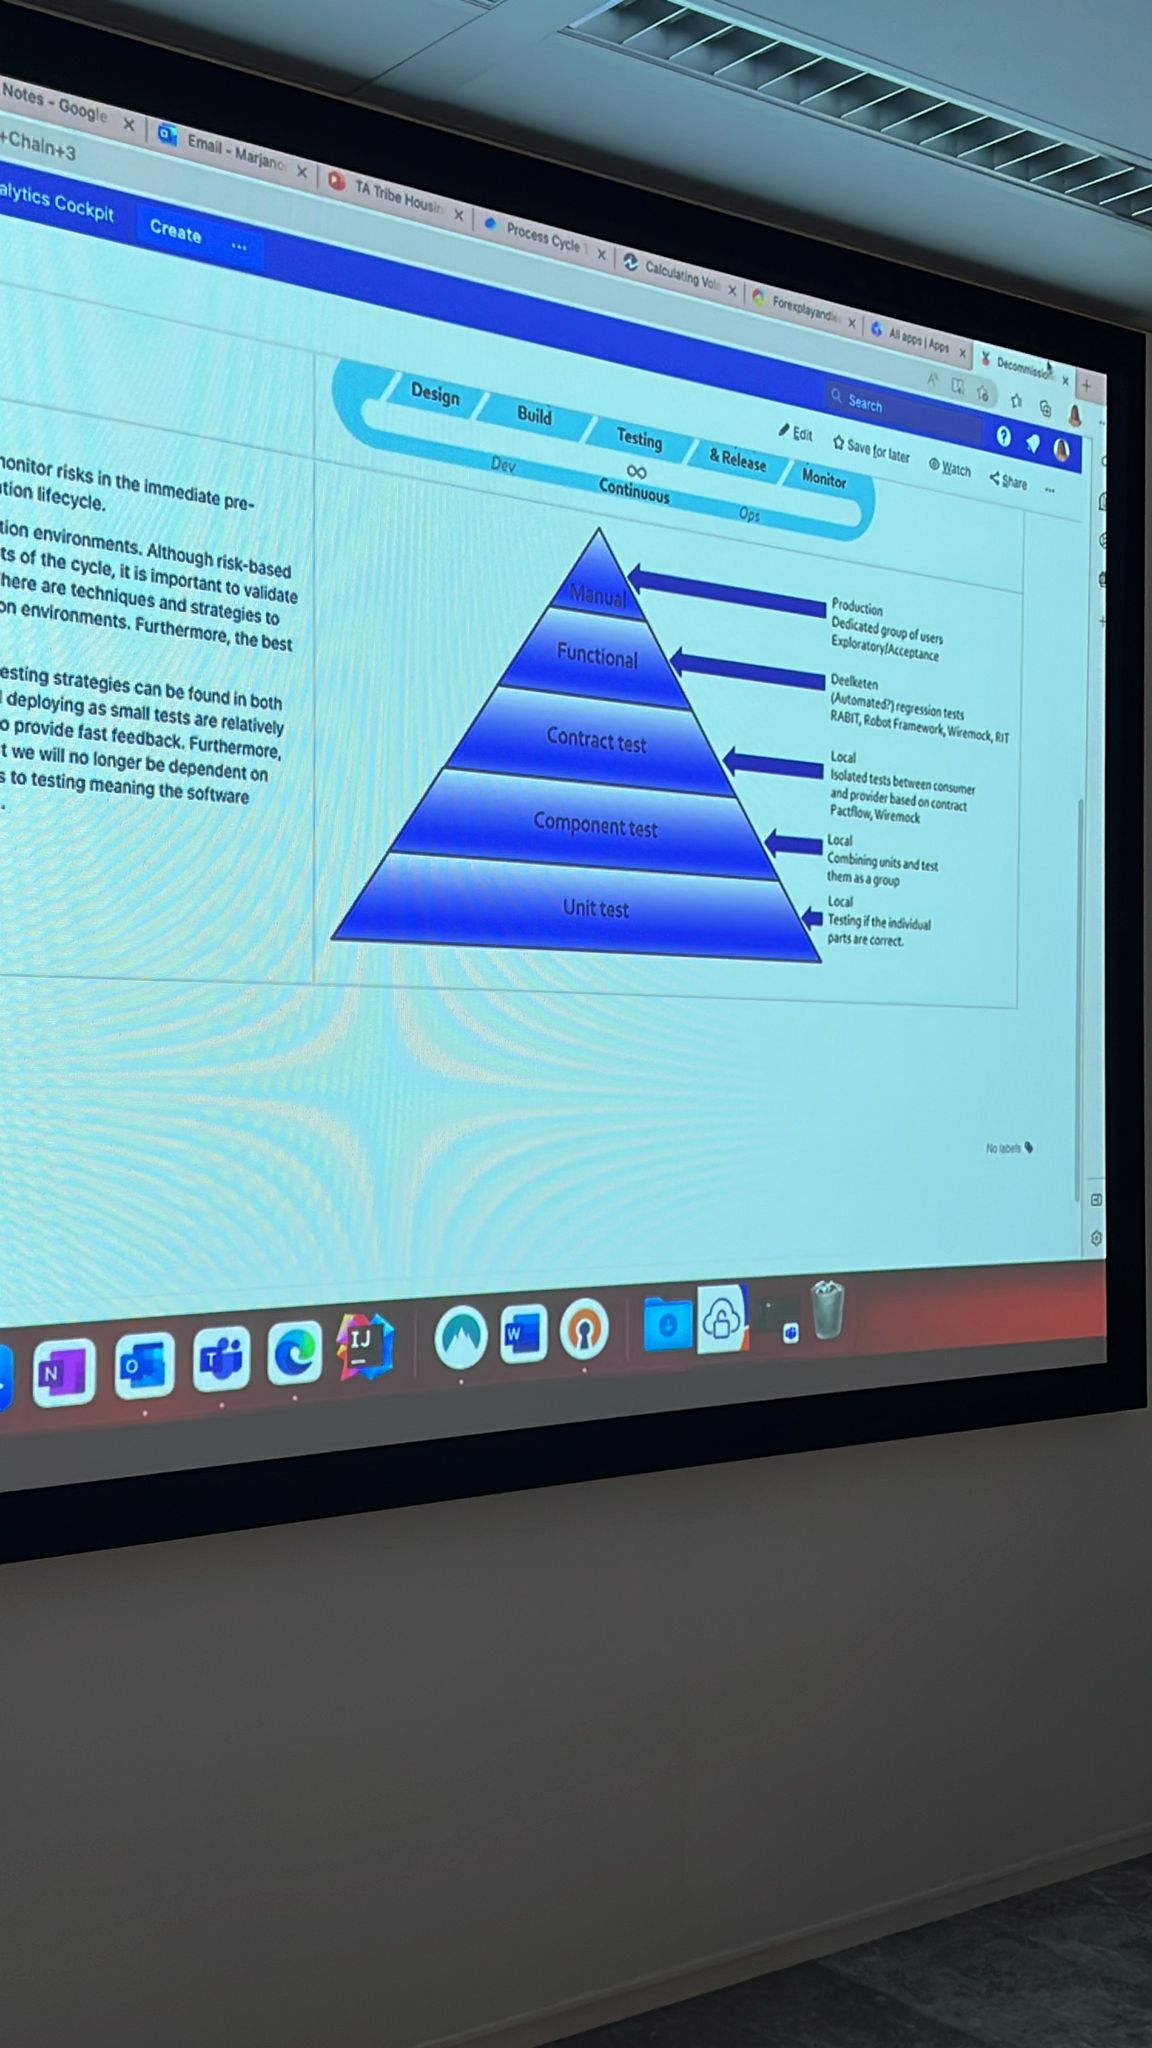 Notes - Google
Email - Marjano
TA Tribe Housin
Process Cycle T
Calculating Vola
Forexplayandle
All apps | Apps
Decommission
+Chain+3
alytics Cockpit
Create
...
Search
Edit
Save for later
Watch
Share
...
Design
Build
Testing
& Release
Monitor
Dev
Continuous
Ops
onitor risks in the immediate pre-
tion lifecycle.
tion environments. Although risk-based
ts of the cycle, it is important to validate
here are techniques and strategies to
on environments. Furthermore, the best
esting strategies can be found in both
deploying as small tests are relatively
o provide fast feedback. Furthermore,
t we will no longer be dependent on
s to testing meaning the software
.
Manual
Production
Dedicated group of users
Exploratory/Acceptance
Functional
Deelketen
(Automated?) regression tests
RABIT, Robot Framework, Wiremock, RIT
Contract test
Local
Isolated tests between consumer
and provider based on contract
Pactflow, Wiremock
Component test
Local
Combining units and test
them as a group
Unit test
Local
Testing if the individual
parts are correct.
No labels
N
O
T
IJ
W